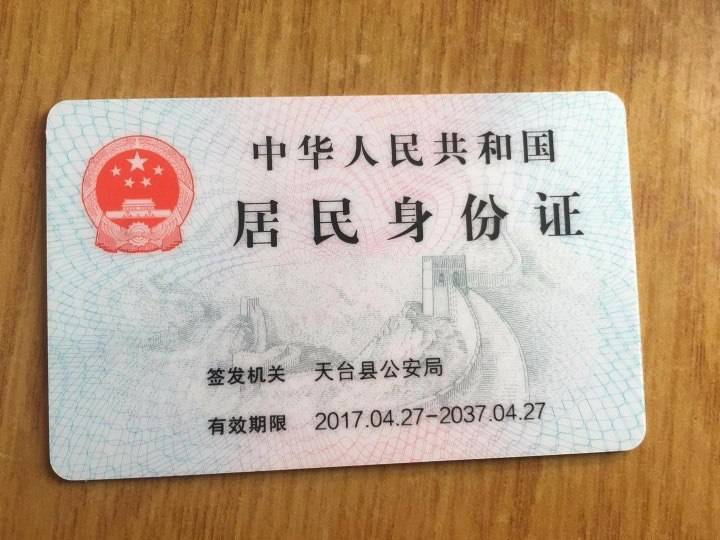 中华人民共和国
居民身份证
签发机关 天台县公安局
有效期限 2017.04.27-2037.04.27